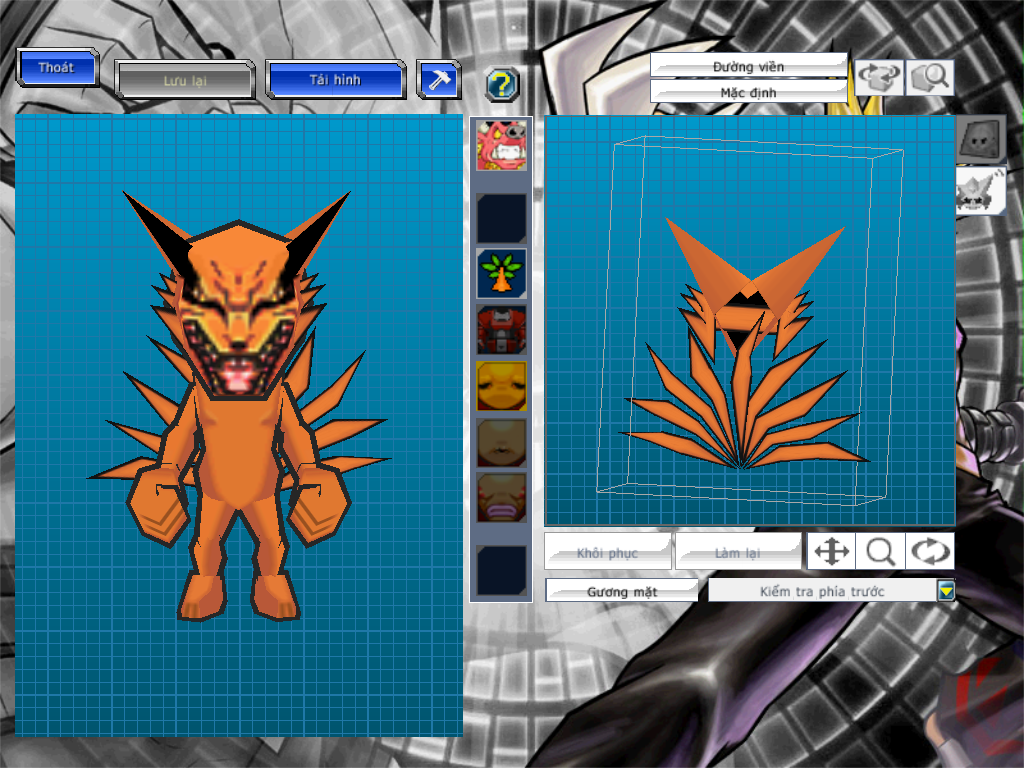 Thoát
Lưu lại
Tải hình
Đường viền
Mặc định
Khôi phục
Làm lại
Gương mặt
Kiểm tra phía trước